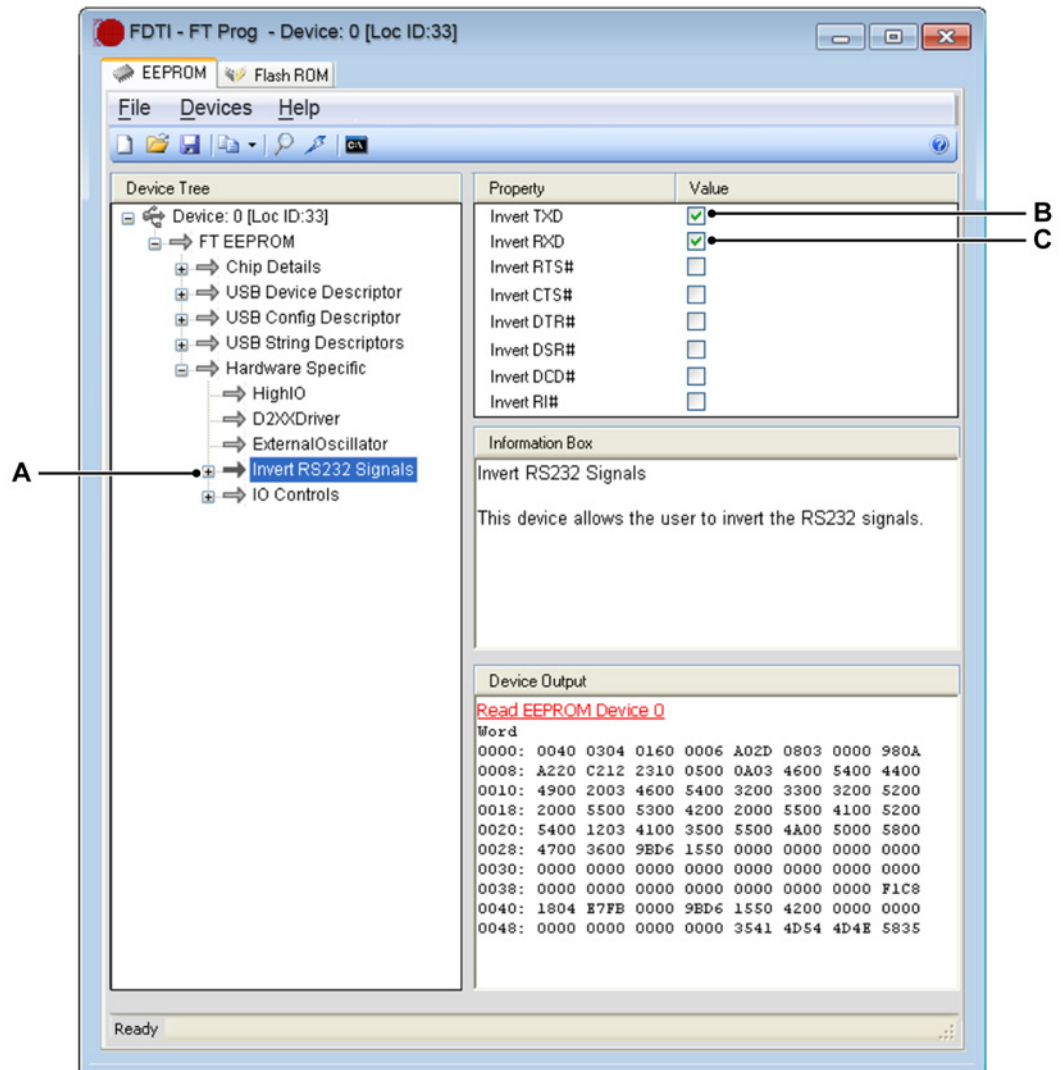 FDTI - FT Prog - Device: 0 [Loc ID:33]
EEPROM
Flash ROM
File Devices Help
C:\
Device Tree
Device: 0 [Loc ID:33]
FT EEPROM
Chip Details
USB Device Descriptor
USB Config Descriptor
USB String Descriptors
Hardware Specific
HighIO
D2XXDriver
ExternalOscillator
A
Invert RS232 Signals
IO Controls
Property Value
Invert TXD
B
Invert RXD
C
Invert RTS#
Invert CTS#
Invert DTR#
Invert DSR#
Invert DCD#
Invert RI#
Information Box
Invert RS232 Signals
This device allows the user to invert the RS232 signals.
Device Output
Read EEPROM Device 0
Word
0000: 0040 0304 0160 0006 A02D 0803 0000 980A
0008: A220 C212 2310 0500 0A03 4600 5400 4400
0010: 4900 2003 4600 5400 3200 3300 3200 5200
0018: 2000 5500 5300 4200 2000 5500 4100 5200
0020: 5400 1203 4100 3500 5500 4A00 5000 5800
0028: 4700 3600 9BD6 1550 0000 0000 0000 0000
0030: 0000 0000 0000 0000 0000 0000 0000 0000
0038: 0000 0000 0000 0000 0000 0000 0000 F1C8
0040: 1804 E7FB 0000 9BD6 1550 4200 0000 0000
0048: 0000 0000 0000 0000 3541 4D54 4D4E 5835
Ready